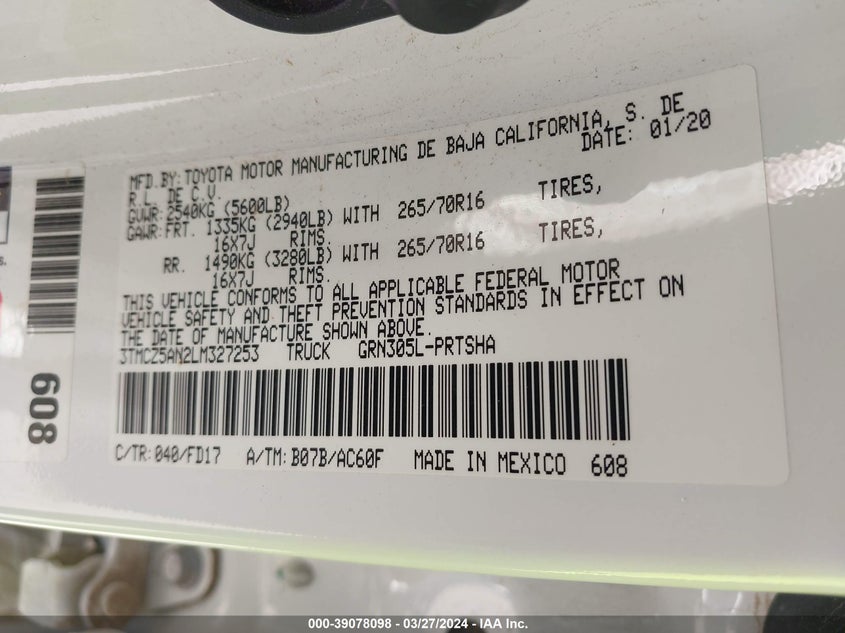 MFD.BY: TOYOTA MOTOR MANUFACTURING DE BAJA CALIFORNIA, S. DE
R.L. DE C.V. DATE: 01/20
GVWR: 2540KG (5600LB)
GAWR: FRT. 1335KG (2940LB) WITH 265/70R16 TIRES,
16X7J RIMS.
RR. 1490KG (3280LB) WITH 265/70R16 TIRES,
16X7J RIMS.
THIS VEHICLE CONFORMS TO ALL APPLICABLE FEDERAL MOTOR
VEHICLE SAFETY AND THEFT PREVENTION STANDARDS IN EFFECT ON
THE DATE OF MANUFACTURE SHOWN ABOVE.
3TMCZ5AN2LM327253 TRUCK GRN305L-PRTSHA
C/TR: 040/FD17 A/TM: B07B/AC60F MADE IN MEXICO 608
608
000-39078098 - 03/27/2024 - IAA Inc.